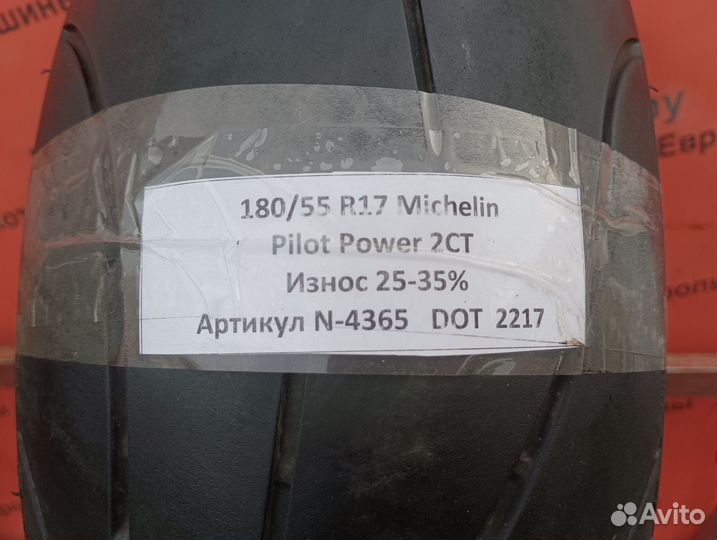 180/55 R17 Michelin
Pilot Power 2CT
Износ 25-35%
Артикул N-4365 DOT 2217
Avito